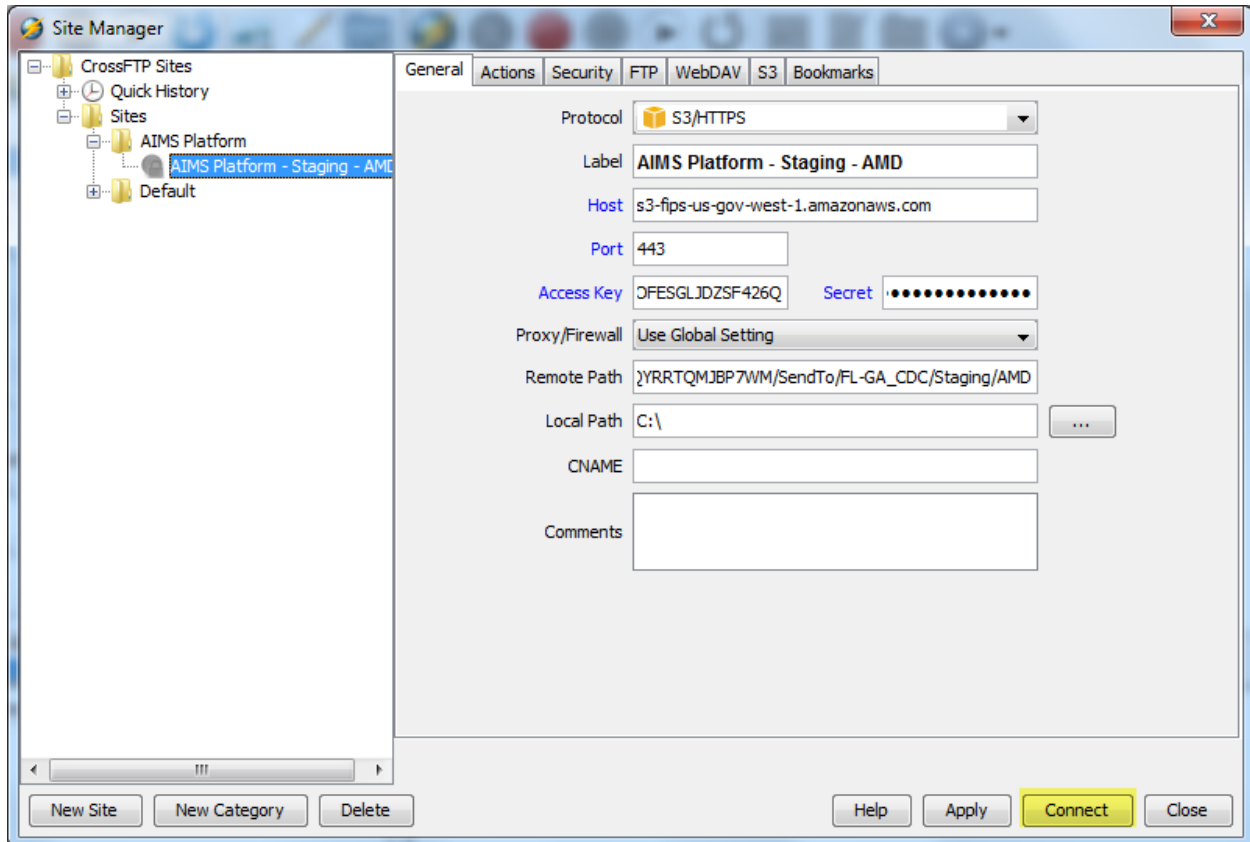 Site Manager
CrossFTP Sites
Quick History
Sites
AIMS Platform
AIMS Platform - Staging - AMD
Default
General Actions Security FTP WebDAV S3 Bookmarks
Protocol S3/HTTPS
Label AIMS Platform - Staging - AMD
Host s3-fips-us-gov-west-1.amazonaws.com
Port 443
Access Key OFESGLJDZSF426Q Secret •••••••••••••
Proxy/Firewall Use Global Setting
Remote Path QYRRTQMJBP7WM/SendTo/FL-GA_CDC/Staging/AMD
Local Path C:\ ...
CNAME
Comments
New Site New Category Delete Help Apply Connect Close